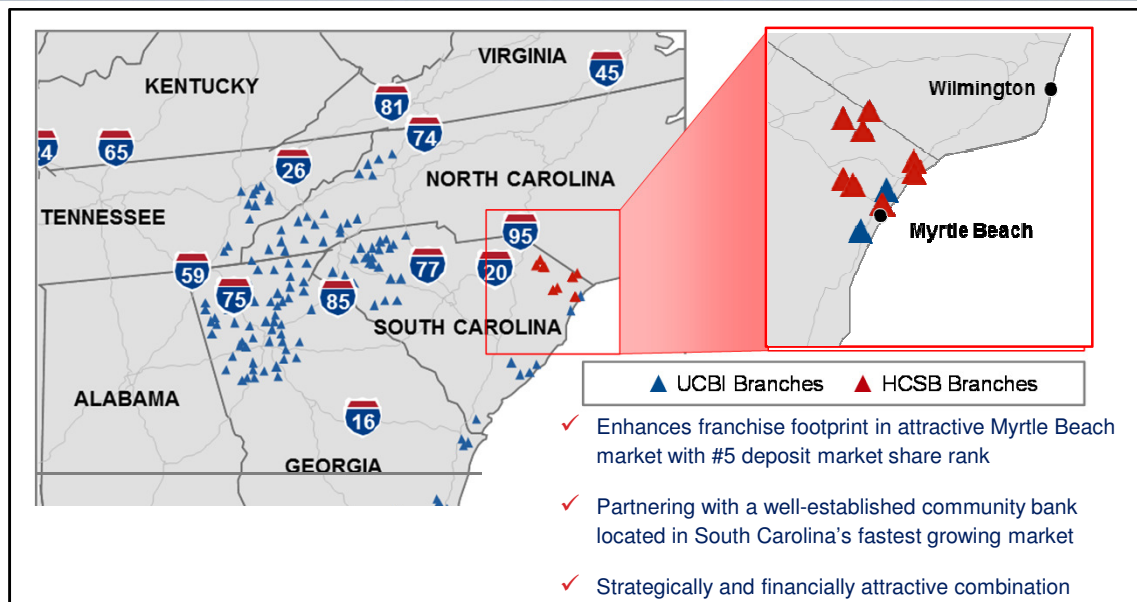 VIRGINIA
45
KENTUCKY
81
74
24
65
26
NORTH CAROLINA
TENNESSEE
95
59
77
20
75
85
SOUTH CAROLINA
ALABAMA
16
GEORGIA
Wilmington
Myrtle Beach
UCBI Branches
HCSB Branches
✓ Enhances franchise footprint in attractive Myrtle Beach
market with #5 deposit market share rank
✓ Partnering with a well-established community bank
located in South Carolina’s fastest growing market
✓ Strategically and financially attractive combination